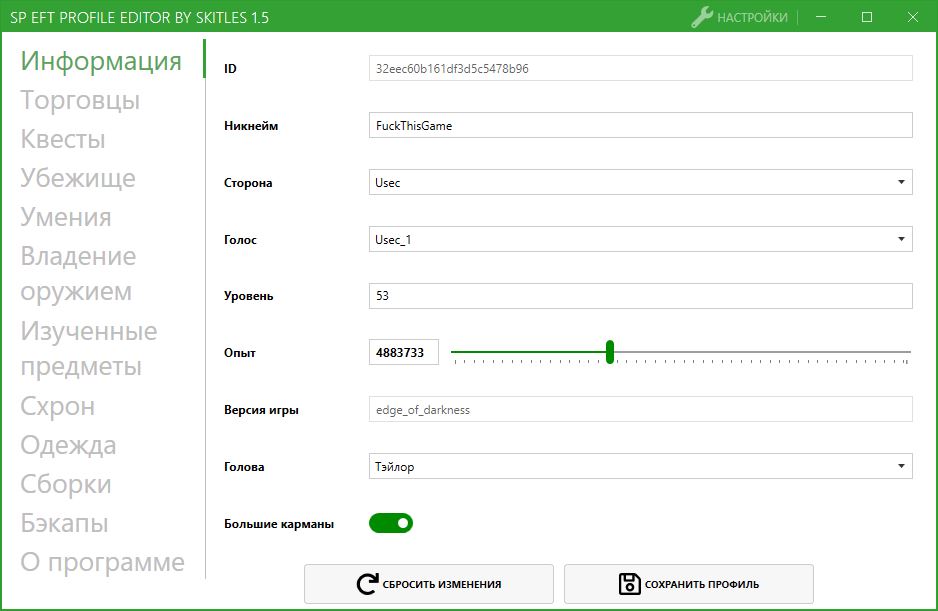 SP EFT PROFILE EDITOR BY SKITLES 1.5
НАСТРОЙКИ
Информация
Торговцы
Квесты
Убежище
Умения
Владение
оружием
Изученные
предметы
Схрон
Одежда
Сборки
Бэкапы
О программе
ID
32eec60b161df3d5c5478b96
Никнейм
FuckThisGame
Сторона
Usec
Голос
Usec_1
Уровень
53
Опыт
4883733
Версия игры
edge_of_darkness
Голова
Тэйлор
Большие карманы
СБРОСИТЬ ИЗМЕНЕНИЯ
СОХРАНИТЬ ПРОФИЛЬ